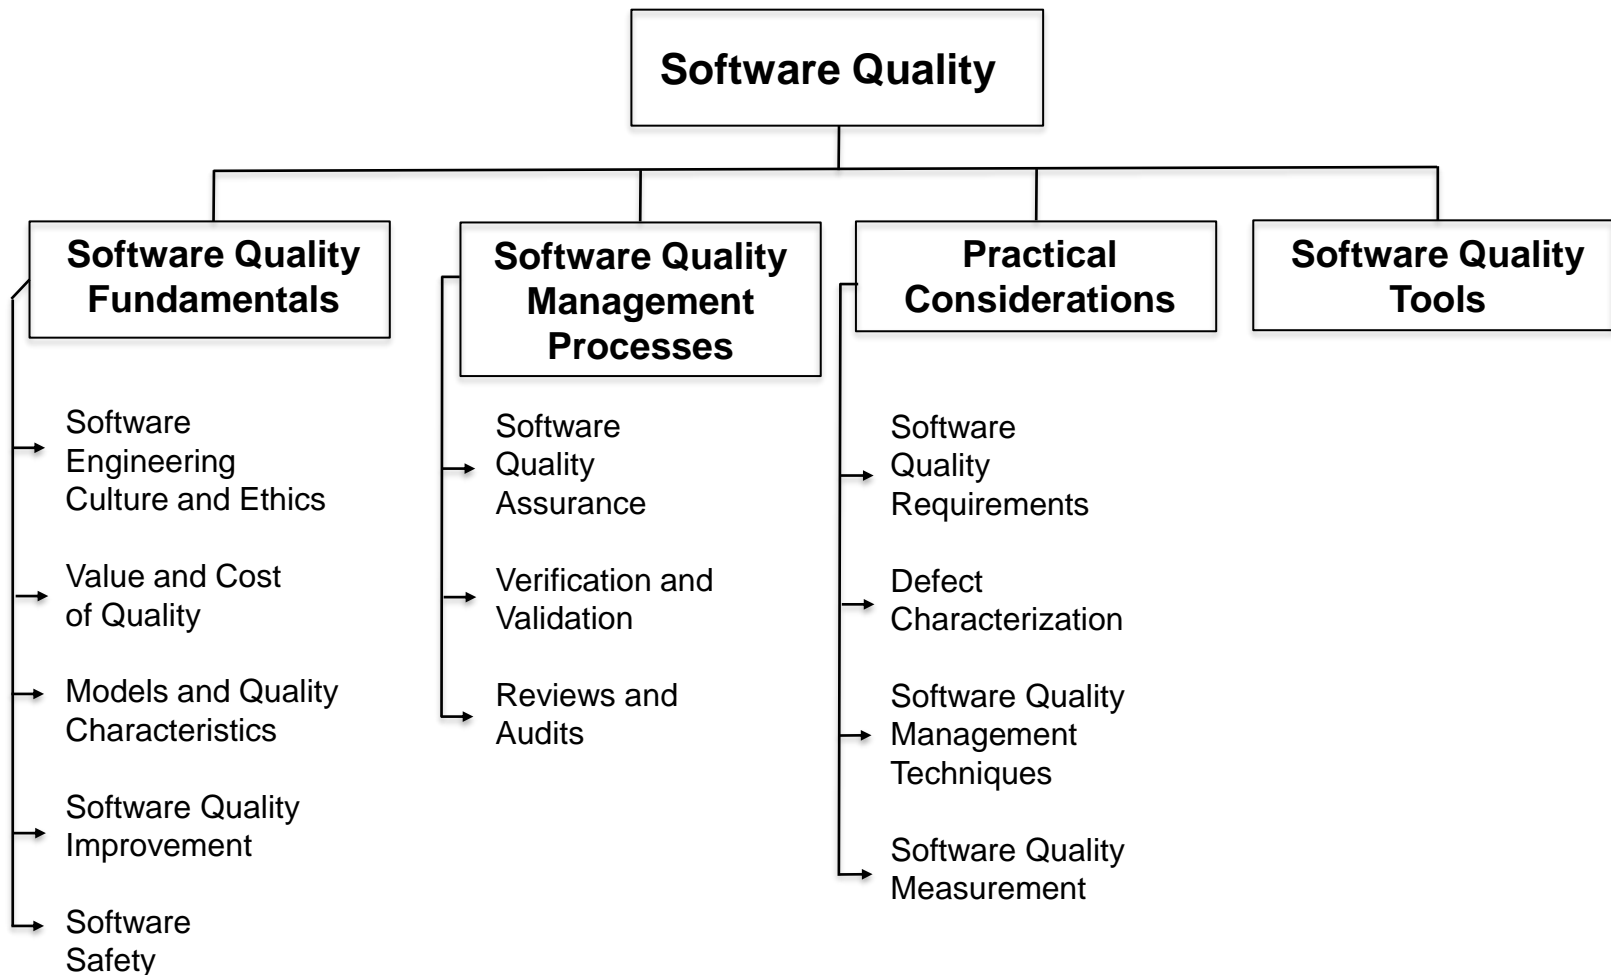 Software Quality
Software Quality
Fundamentals
Software
Engineering
Culture and Ethics
Value and Cost
of Quality
Models and Quality
Characteristics
Software Quality
Improvement
Software
Safety
Software Quality
Management
Processes
Software
Quality
Assurance
Verification and
Validation
Reviews and
Audits
Practical
Considerations
Software
Quality
Requirements
Defect
Characterization
Software Quality
Management
Techniques
Software Quality
Measurement
Software Quality
Tools